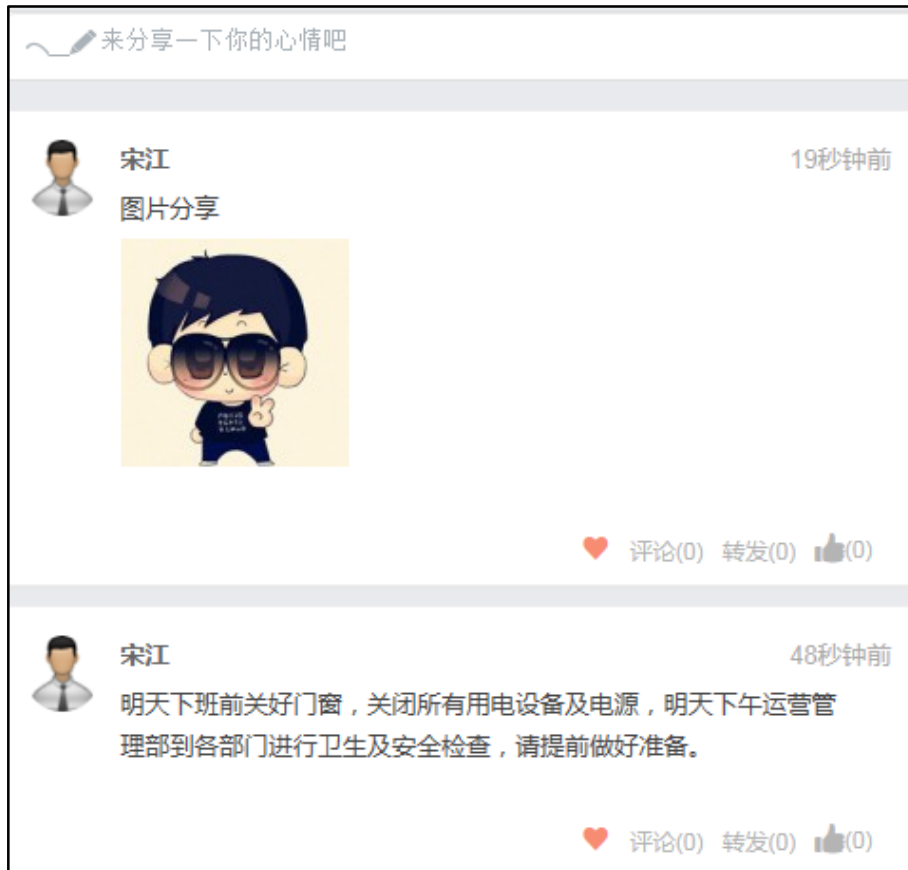 来分享一下你的心情吧
宋江
19秒钟前
图片分享
评论(0) 转发(0) (0)
宋江
48秒钟前
明天下班前关好门窗，关闭所有用电设备及电源，明天下午运营管
理部到各部门进行卫生及安全检查，请提前做好准备。
评论(0) 转发(0) (0)